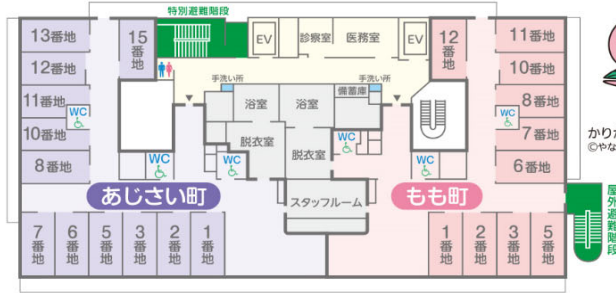 特別避難階段
13番地
15番地
EV
診察室
医務室
EV
12番地
11番地
12番地
10番地
手洗い所
手洗い所
11番地
浴室
浴室
備蓄庫
8番地
WC
WC
10番地
7番地
脱衣室
WC
8番地
WC
WC
脱衣室
WC
6番地
あじさい町
スタッフルーム
もも町
屋外避難階段
7番地
6番地
5番地
3番地
2番地
1番地
1番地
2番地
3番地
5番地